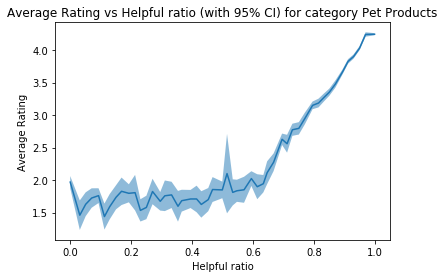 Average Rating vs Helpful ratio (with 95% CI) for category Pet Products
4.0
3.5
3.0
2.5
2.0
1.5
Average Rating
0.0 0.2 0.4 0.6 0.8 1.0
Helpful ratio